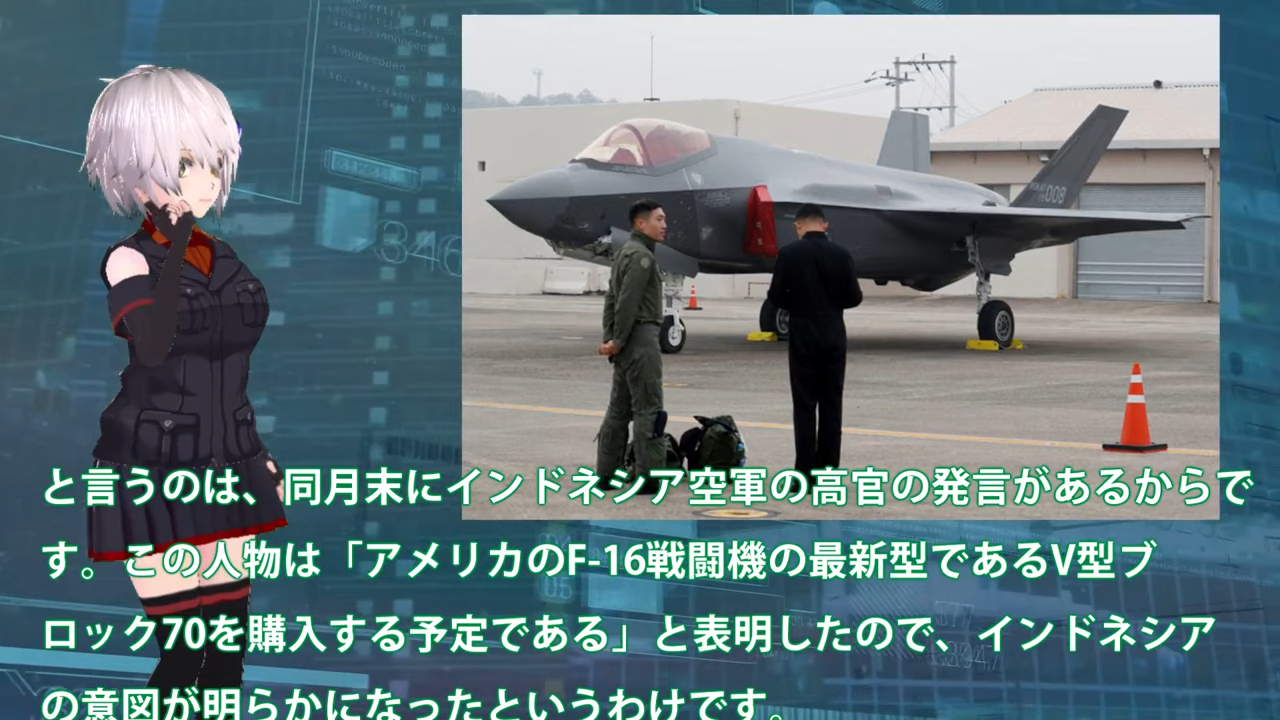 346
008
と言うのは、同月末にインドネシア空軍の高官の発言があるからで
す。この人物は「アメリカのF-16戦闘機の最新型であるV型ブ
ロック70を購入する予定である」と表明したので、インドネシア
の意図が明らかになったというわけです。